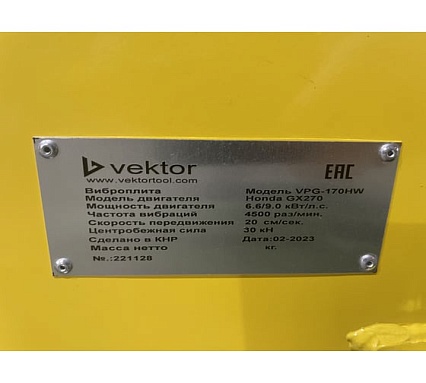 vektor EAC
www.vektortool.com
Виброплита Модель VPG-170HW
Модель двигателя Honda GX270
Мощность двигателя 6.6/9.0 кВт/л.с.
Частота вибраций 4500 раз/мин.
Скорость передвижения 20 см/сек.
Центробежная сила 30 кН
Сделано в КНР Дата:02-2023
Масса нетто кг.
№.:221128